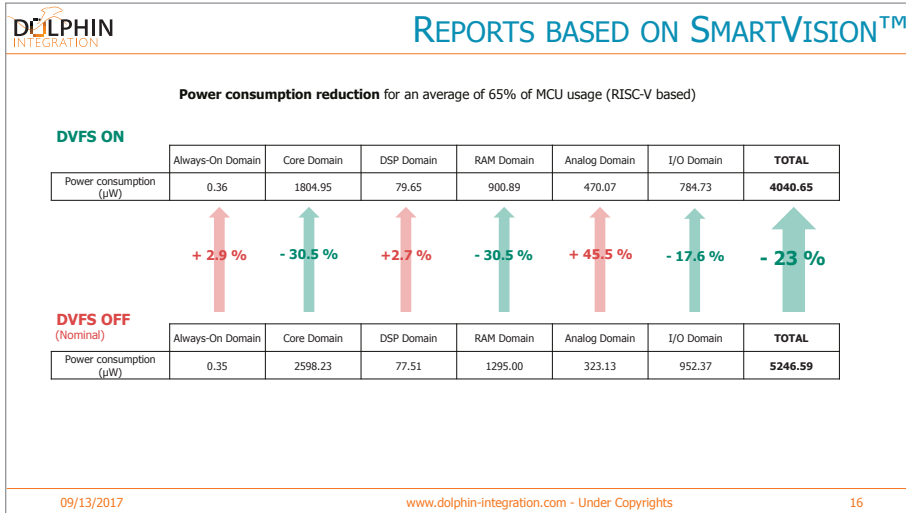 DOLPHIN
INTEGRATION
REPORTS BASED ON SMARTVISION™
Power consumption reduction for an average of 65% of MCU usage (RISC-V based)
DVFS ON
Always-On Domain Core Domain DSP Domain RAM Domain Analog Domain I/O Domain TOTAL
Power consumption
(µW) 0.36 1804.95 79.65 900.89 470.07 784.73 4040.65
+ 2.9 % - 30.5 % +2.7 % - 30.5 % + 45.5 % - 17.6 % - 23 %
DVFS OFF
(Nominal)
Always-On Domain Core Domain DSP Domain RAM Domain Analog Domain I/O Domain TOTAL
Power consumption
(µW) 0.35 2598.23 77.51 1295.00 323.13 952.37 5246.59
09/13/2017 www.dolphin-integration.com - Under Copyrights 16